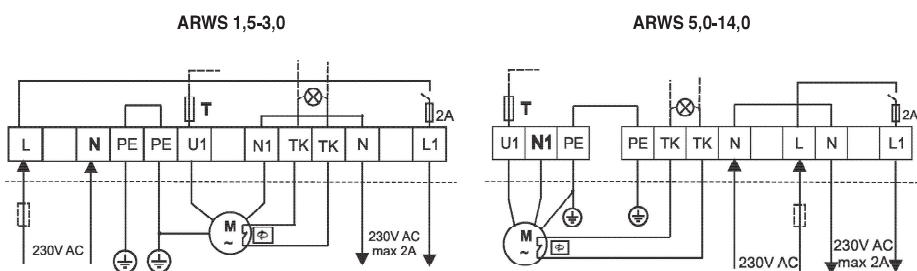 ARWS 1,5-3,0
ARWS 5,0-14,0
T
2A
L N PE PE U1 N1 TK TK N L1
M
~
Φ
230V AC
230V AC
max 2A
T
2A
U1 N1 PE PE TK TK N L N L1
M
~
Φ
230V AC
230V AC
max 2A